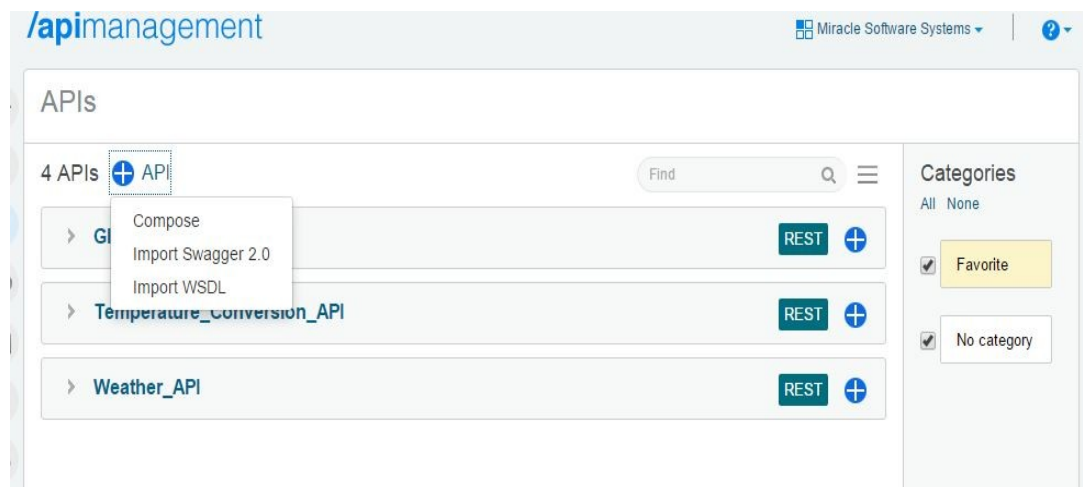 /apimanagement
Miracle Software Systems
?
APIs
4 APIs
API
Find
Compose
Import Swagger 2.0
Import WSDL
REST
Temperature_Conversion_API
REST
Weather_API
REST
Categories
All None
Favorite
No category